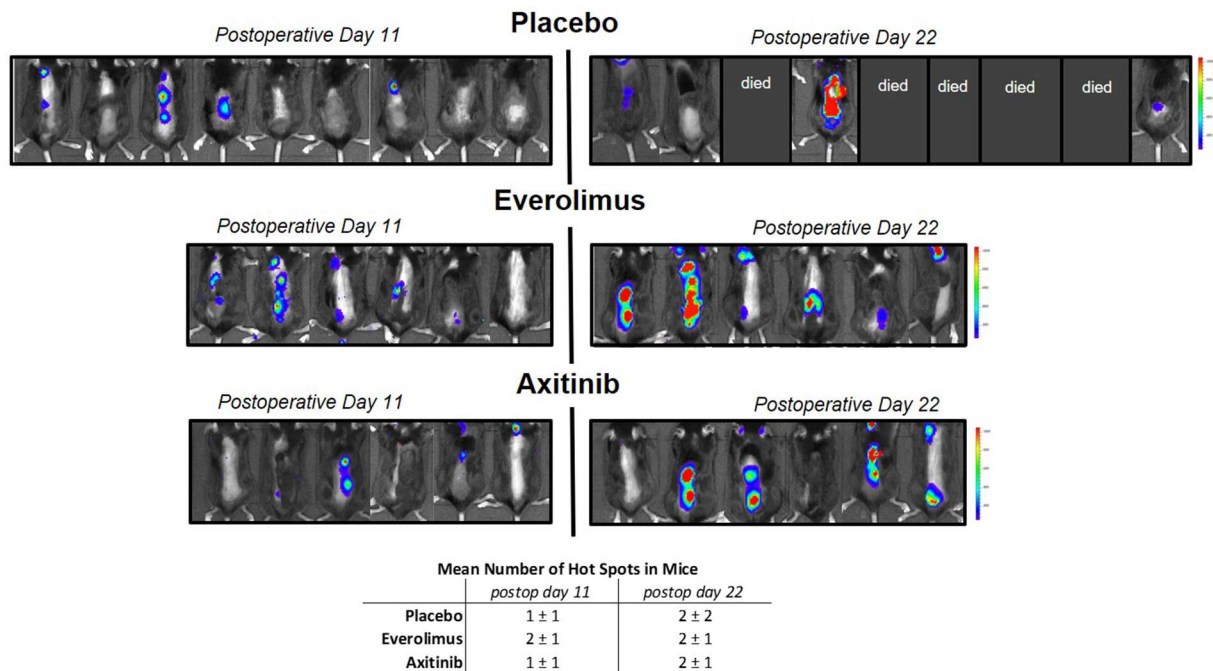 Placebo
Postoperative Day 11
Postoperative Day 22
died
died
died
died
died
Everolimus
Postoperative Day 11
Postoperative Day 22
Axitinib
Postoperative Day 11
Postoperative Day 22
Mean Number of Hot Spots in Mice
postop day 11 postop day 22
Placebo 1 ± 1 2 ± 2
Everolimus 2 ± 1 2 ± 1
Axitinib 1 ± 1 2 ± 1